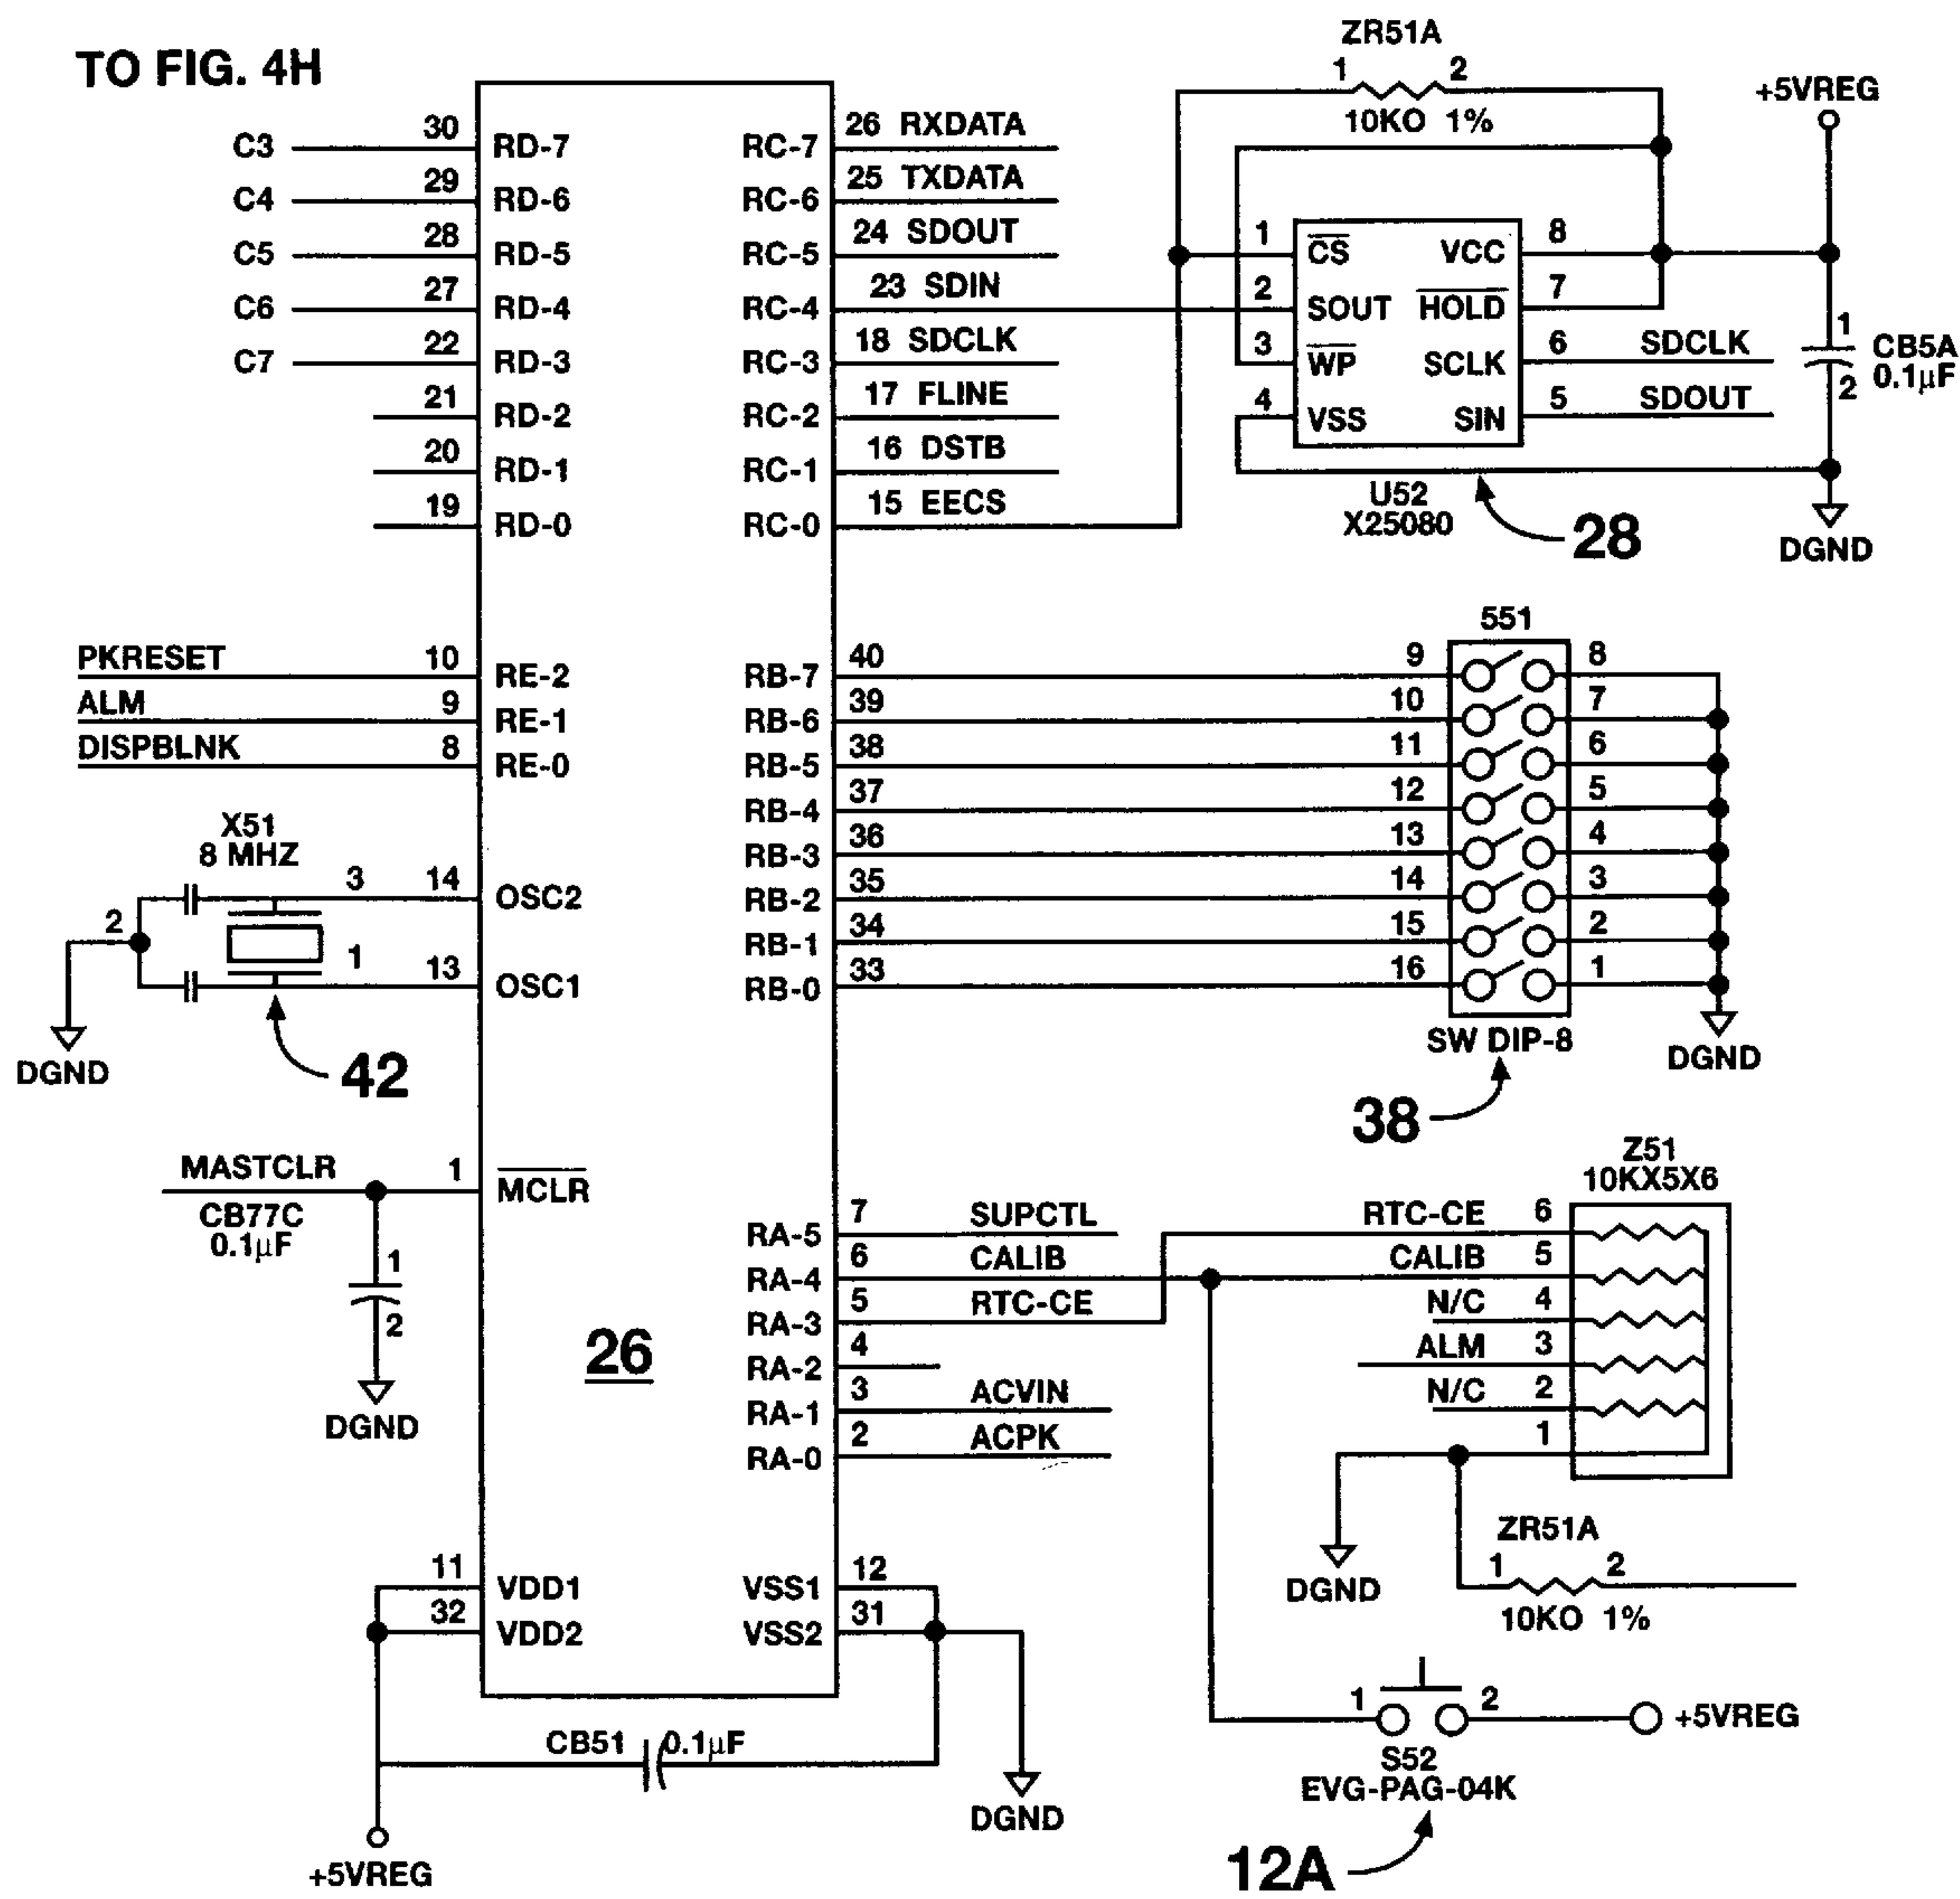 TO FIG. 4H
C3 30 RD-7
C4 29 RD-6
C5 28 RD-5
C6 27 RD-4
C7 22 RD-3
21 RD-2
20 RD-1
19 RD-0
RC-7 26 RXDATA
RC-6 25 TXDATA
RC-5 24 SDOUT
RC-4 23 SDIN
RC-3 18 SDCLK
RC-2 17 FLINE
RC-1 16 DSTB
RC-0 15 EECS
ZR51A
1 2
10KO 1%
+5VREG
1 CS VCC 8
2 SOUT HOLD 7
3 WP SCLK 6 SDCLK
4 VSS SIN 5 SDOUT
U52
X25080
28
1
CB5A
0.1µF
2
DGND
PKRESET 10 RE-2
ALM 9 RE-1
DISPBLNK 8 RE-0
X51
8 MHZ
3 14 OSC2
2
1 13 OSC1
DGND
42
551
RB-7 40 9 8
RB-6 39 10 7
RB-5 38 11 6
RB-4 37 12 5
RB-3 36 13 4
RB-2 35 14 3
RB-1 34 15 2
RB-0 33 16 1
SW DIP-8
DGND
38
MASTCLR 1 MCLR
CB77C
0.1µF
1
2
DGND
26
RA-5 7 SUPCTL
RA-4 6 CALIB
RA-3 5 RTC-CE
RA-2 4
RA-1 3 ACVIN
RA-0 2 ACPK
Z51
10KX5X6
RTC-CE 6
CALIB 5
N/C 4
ALM 3
N/C 2
1
DGND
ZR51A
1 2
10KO 1%
11 VDD1
32 VDD2
VSS1 12
VSS2 31
CB51 0.1µF
DGND
+5VREG
1 2 +5VREG
S52
EVG-PAG-04K
12A